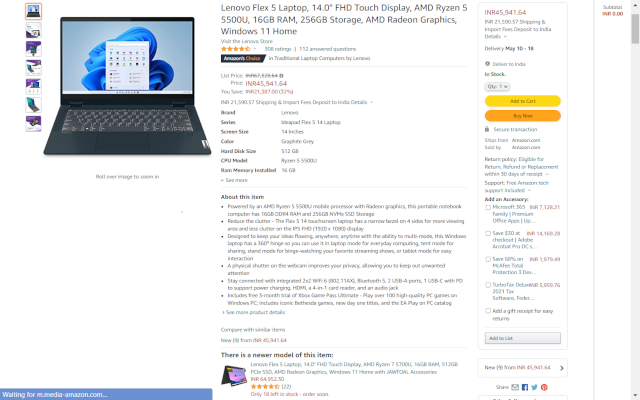 Lenovo Flex 5 Laptop, 14.0" FHD Touch Display, AMD Ryzen 5
5500U, 16GB RAM, 256GB Storage, AMD Radeon Graphics,
Windows 11 Home
Visit the Lenovo Store
308 ratings | 112 answered questions
Amazon's Choice in Traditional Laptop Computers by Lenovo
List Price:
Price: INR45,941.64
You Save: INR21,387.00 (32%)
INR 21,590.57 Shipping & Import Fees Deposit to India Details
Brand Lenovo
Series Ideapad Flex 5 14 Laptop
Screen Size 14 Inches
Color Graphite Grey
Hard Disk Size 512 GB
CPU Model Ryzen 5 5500U
Ram Memory Installed 16 GB
See more
About this item
• Powered by an AMD Ryzen 5 5500U mobile processor with Radeon graphics, this portable notebook
computer has 16GB DDR4 RAM and 256GB NVMe SSD Storage
• Reduce the clutter - The Flex 5 14 touchscreen laptop has a narrow bezel on 4 sides for more viewing
area and less clutter on the IPS FHD (1920 x 1080) display
• Designed to keep your ideas flowing, anywhere, anytime with the ability to multi-mode, this Windows
laptop has a 360° hinge so you can use it in laptop mode for everyday computing, tent mode for
sharing, stand mode for binge-watching your favorite streaming shows, or tablet mode for easy
interaction
• A physical shutter on the webcam improves your privacy, allowing you to keep out unwanted
attention
• Stay connected with integrated 2x2 WiFi 6 (802.11AX), Bluetooth 5, 2 USB-A ports, 1 USB-C with PD
to support power charging, HDMI, a 4-in-1 card reader, and an audio jack
• Includes free 3-month trial of Xbox Game Pass Ultimate - Play over 100 high-quality PC games on
Windows PC; includes iconic Bethesda games, new day one titles, and the EA Play on PC catalog
› See more product details
Compare with similar items
New (9) from INR 45,941.64
There is a newer model of this item:
Lenovo Flex 5 Laptop, 14.0" FHD Touch Display, AMD Ryzen 7 5700U, 16GB RAM, 512GB
PCIe SSD, AMD Radeon Graphics, Windows 11 Home with JAWFOAL Accessories
INR 64,952.50
(22)
Only 18 left in stock - order soon.
Roll over image to zoom in
INR45,941.64
INR 21,590.57 Shipping &
Import Fees Deposit to India
Details
Delivery May 10 - 18
Deliver to India
In Stock.
Qty: 1
Add to Cart
Buy Now
Secure transaction
Ships from Amazon.com
Sold by Amazon.com
Return policy: Eligible for
Return, Refund or Replacement
within 30 days of receipt
Support: Free Amazon tech
support included
Add an Accessory:
Microsoft 365 INR 7,128.21
Family | Premium
Office Apps | Up...
Save $30 at INR 14,169.28
checkout | Adobe
Acrobat Pro DC s...
Save 68% on INR 1,979.49
McAfee Total
Protection 3 Dev...
TurboTax Deluxe INR 3,959.76
2021 Tax
Software, Feder...
Add a gift receipt for easy
returns
Add to List
New (9) from INR 45,941.64
Share
Subtotal
INR 0.00
Waiting for m.media-amazon.com...